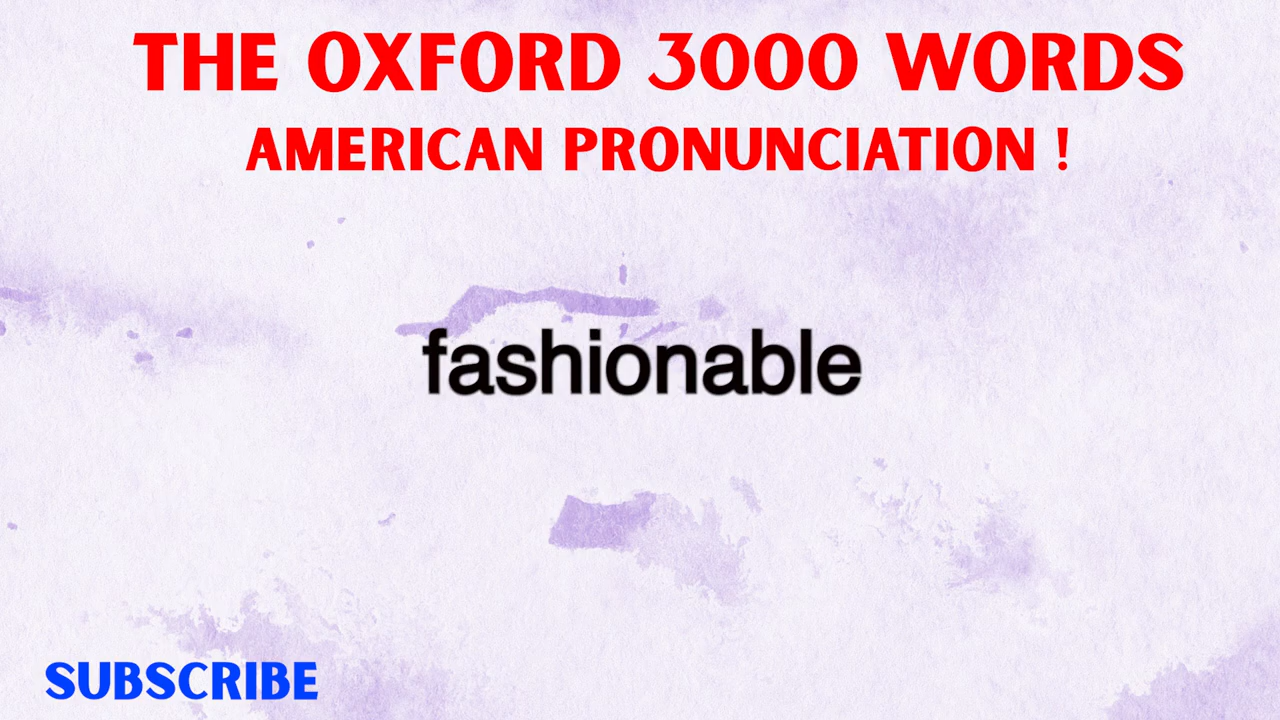 THE OXFORD 3000 WORDS
AMERICAN PRONUNCIATION !
fashionable
SUBSCRIBE